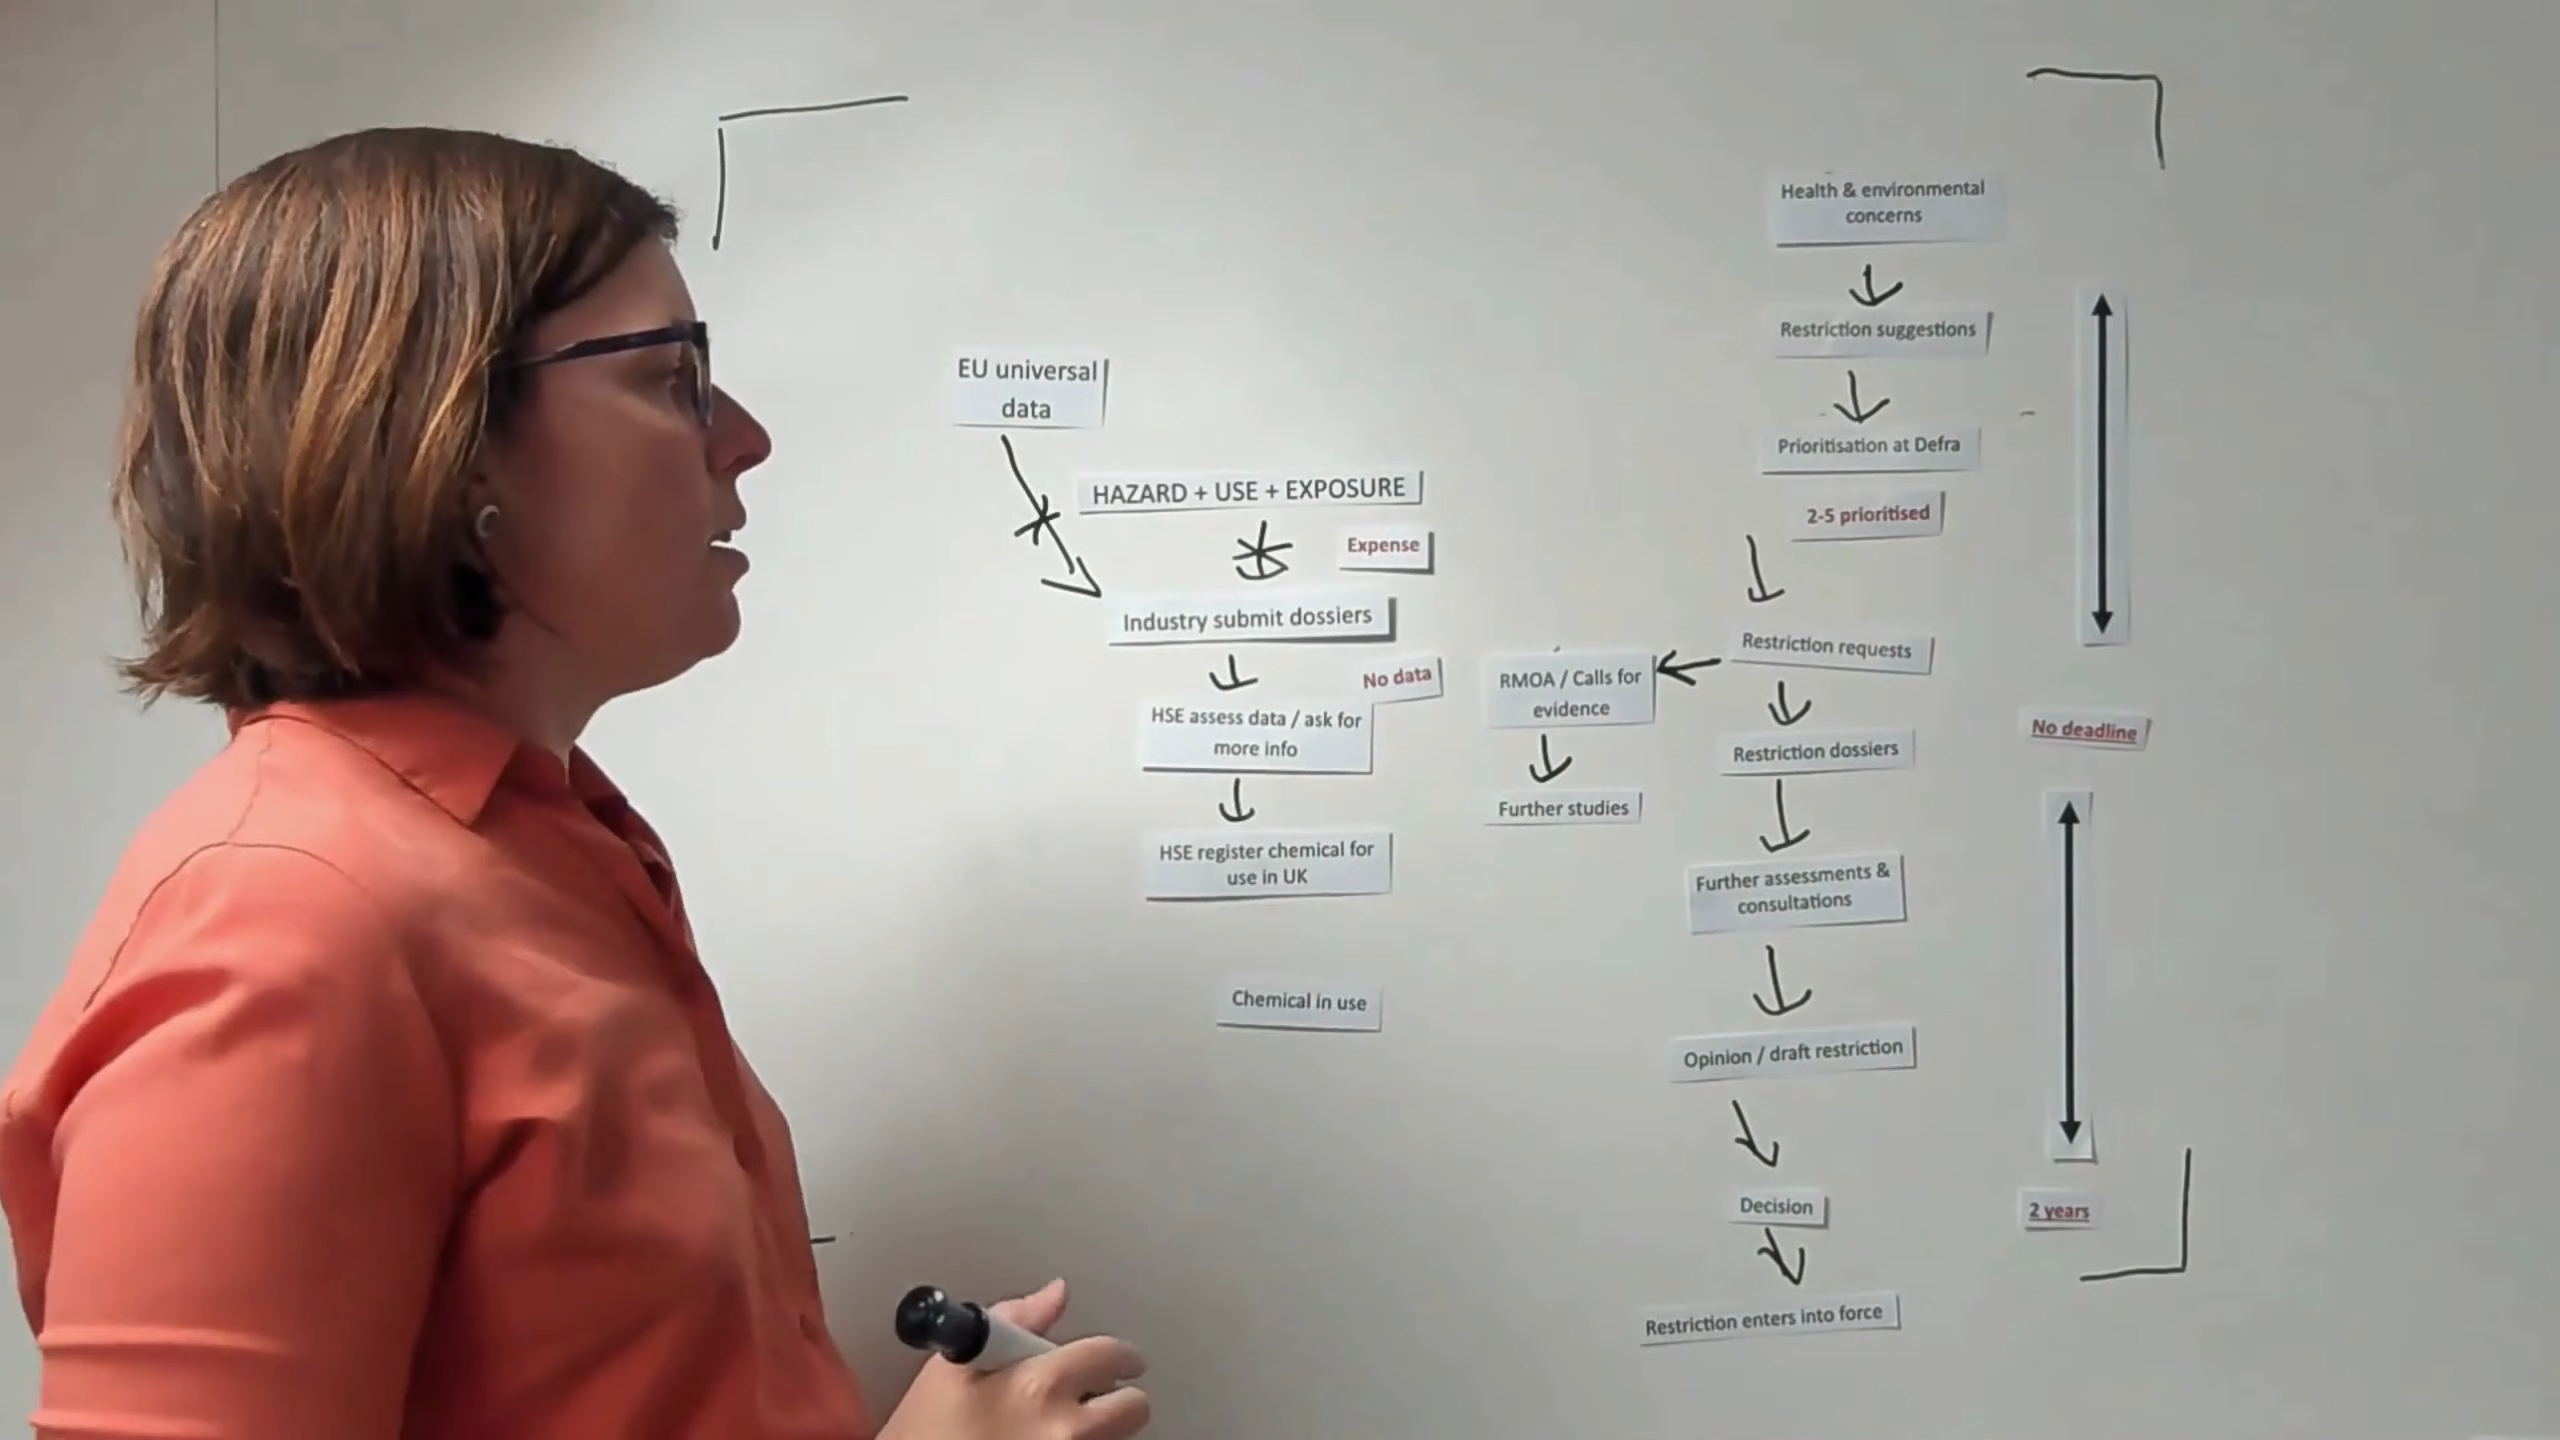 EU universal
data
HAZARD + USE + EXPOSURE
Expense
Industry submit dossiers
No data
HSE assess data / ask for
more info
HSE register chemical for
use in UK
Chemical in use
Health & environmental
concerns
Restriction suggestions
Prioritisation at Defra
2-5 prioritised
Restriction requests
RMOA / Calls for
evidence
Further studies
Restriction dossiers
Further assessments &
consultations
Opinion / draft restriction
Decision
Restriction enters into force
No deadline
2 years